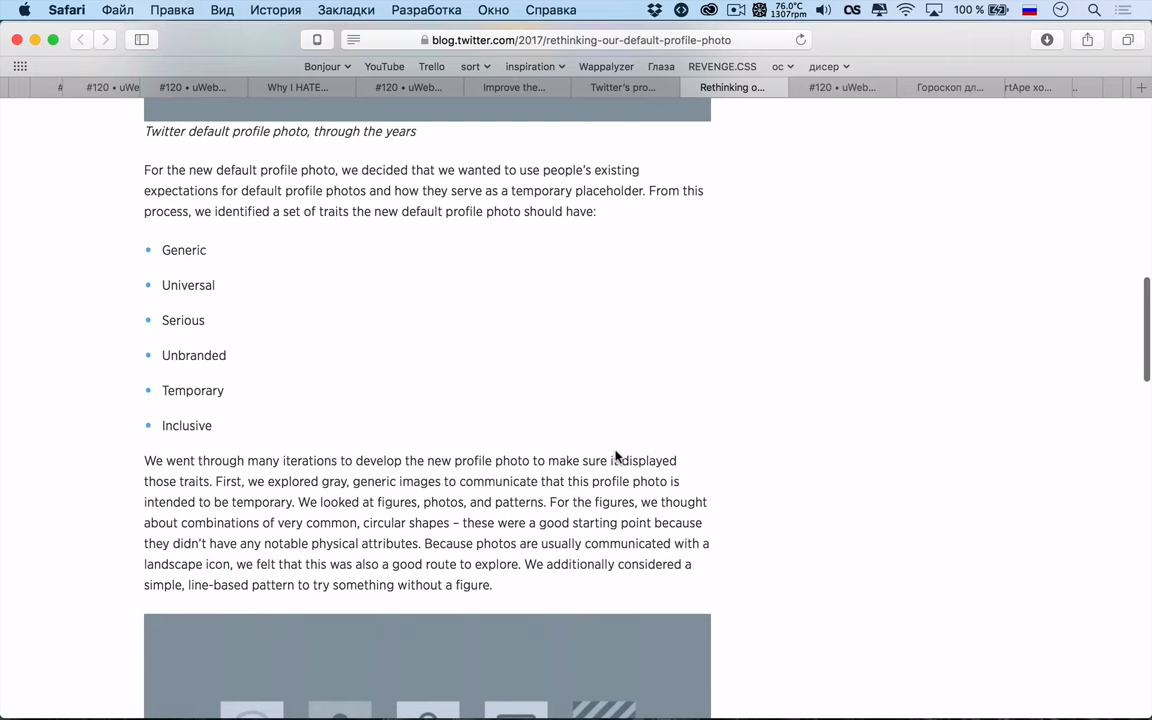 Safari Файл Правка Вид История Закладки Разработка Окно Справка 76.0°C 1307rpm 100 %
blog.twitter.com/2017/rethinking-our-default-profile-photo
Bonjour YouTube Trello sort inspiration Wappalyzer Глаза REVENGE.CSS ос дисер
# #120 • uWe #120 • uWeb... Why I HATE... #120 • uWeb... Improve the... Twitter's pro... Rethinking o... #120 • uWeb... Гороскоп дл... rtApe хо... ..
Twitter default profile photo, through the years
For the new default profile photo, we decided that we wanted to use people’s existing
expectations for default profile photos and how they serve as a temporary placeholder. From this
process, we identified a set of traits the new default profile photo should have:
• Generic
• Universal
• Serious
• Unbranded
• Temporary
• Inclusive
We went through many iterations to develop the new profile photo to make sure it displayed
those traits. First, we explored gray, generic images to communicate that this profile photo is
intended to be temporary. We looked at figures, photos, and patterns. For the figures, we thought
about combinations of very common, circular shapes – these were a good starting point because
they didn’t have any notable physical attributes. Because photos are usually communicated with a
landscape icon, we felt that this was also a good route to explore. We additionally considered a
simple, line-based pattern to try something without a figure.